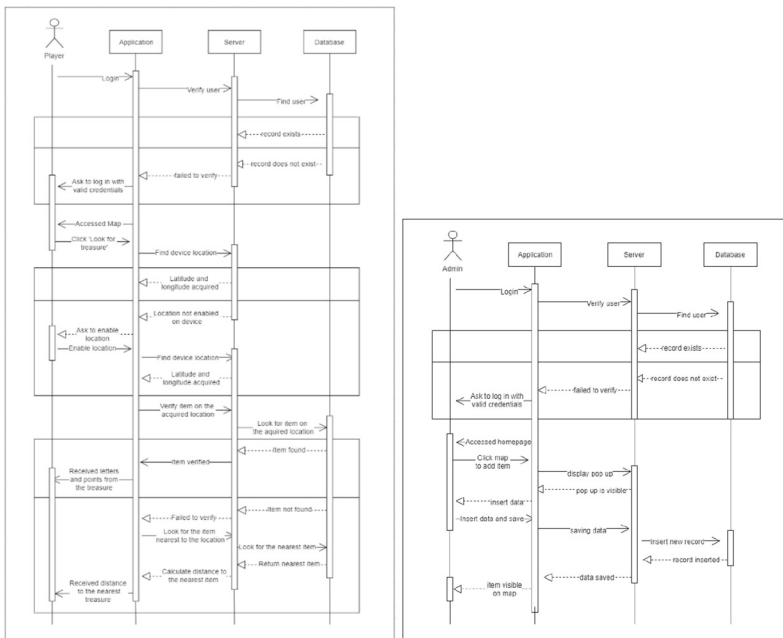 Player
Application
Server
Database
Login
Verify user
Find user
record exists
record does not exist
failed to verify
Ask to log in with
valid credentials
Accessed Map
Click 'Look for
treasure'
Find device location
Latitude and
longitude acquired
Location not enabled
on device
Ask to enable
location
Enable location
Find device location
Latitude and
longitude acquired
Verify item on the
acquired location
Look for item on
the aquired location
Item found
Item verified
Received letters
and points from
the treasure
Item not found
Failed to verify
Look for the item
nearest to the location
Look for the nearest item
Return nearest item
Calculate distance to
the nearest item
Received distance
to the nearest
treasure
Admin
Application
Server
Database
Login
Verify user
Find user
record exists
record does not exist
failed to verify
Ask to log in with
valid credentials
Accessed homepage
Click map
to add item
display pop up
pop up is visible
insert data
Insert data and save
saving data
Insert new record
record inserted
data saved
item visible
on map